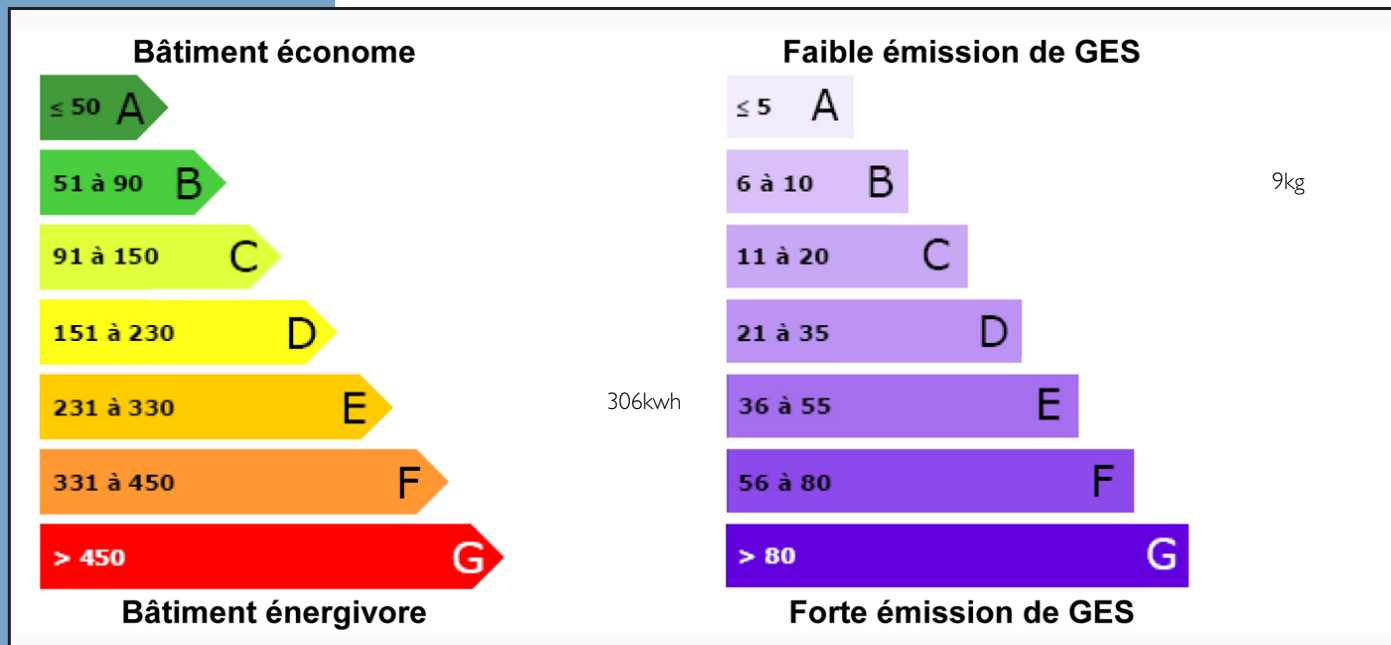 Bâtiment économe
≤ 50 A
51 à 90 B
91 à 150 C
151 à 230 D
231 à 330 E
306kwh
331 à 450 F
> 450 G
Bâtiment énergivore
Faible émission de GES
≤ 5 A
6 à 10 B
9kg
11 à 20 C
21 à 35 D
36 à 55 E
56 à 80 F
> 80 G
Forte émission de GES